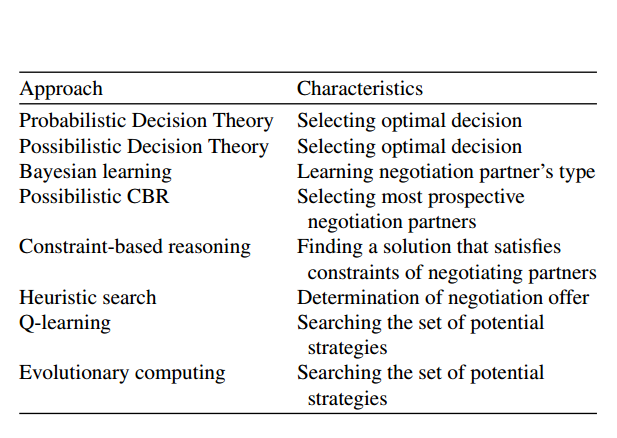 Approach Characteristics
Probabilistic Decision Theory Selecting optimal decision
Possibilistic Decision Theory Selecting optimal decision
Bayesian learning Learning negotiation partner's type
Possibilistic CBR Selecting most prospective
negotiation partners
Constraint-based reasoning Finding a solution that satisfies
constraints of negotiating partners
Heuristic search Determination of negotiation offer
Q-learning Searching the set of potential
strategies
Evolutionary computing Searching the set of potential
strategies